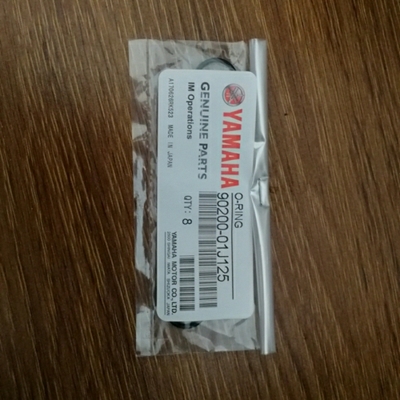 YAMAHA
GENUINE PARTS
IM Operations
O-RING
90200-01J125
QTY: 8
MADE IN JAPAN
YAMAHA MOTOR CO., LTD.